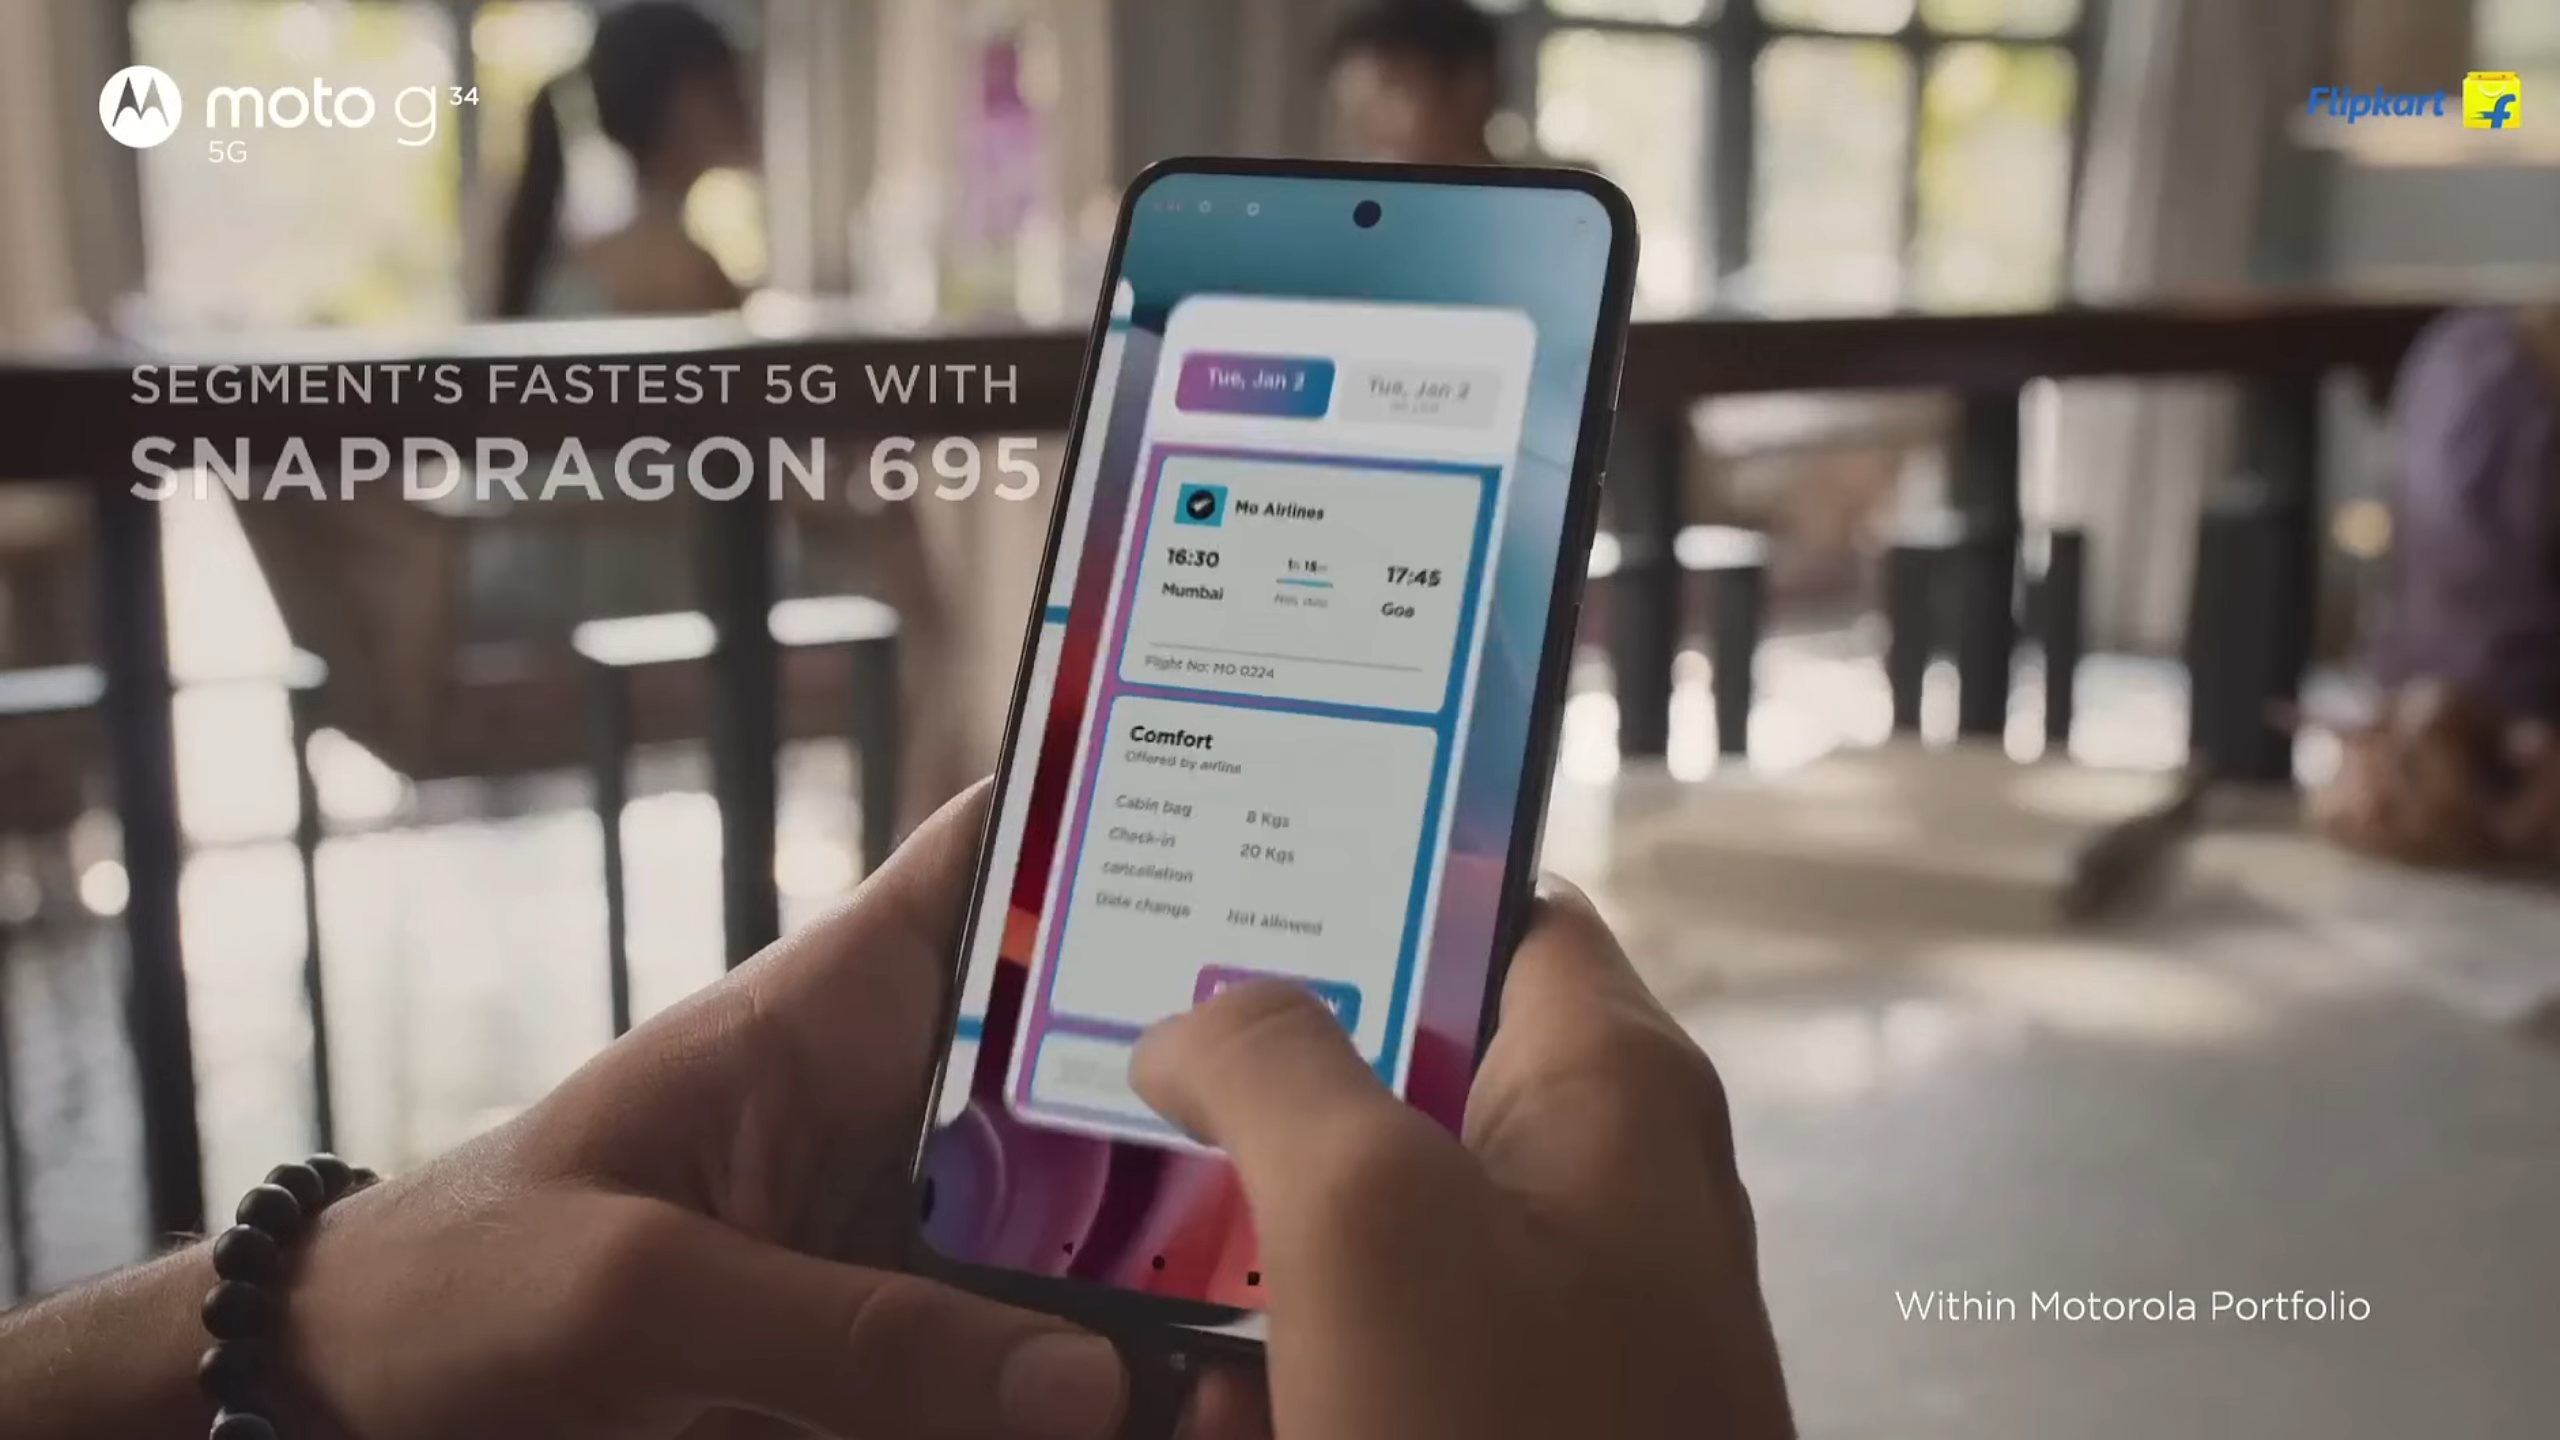 moto g34
5G
Flipkart
SEGMENT'S FASTEST 5G WITH
SNAPDRAGON 695
Tue, Jan 2
Tue, Jan 2
Mo Airlines
16:30
17:45
Mumbai
Goa
Flight No: MO 0224
Comfort
Offered by airline
Cabin bag 8 Kgs
Check-in 20 Kgs
cancellation
Date change Not allowed
Within Motorola Portfolio